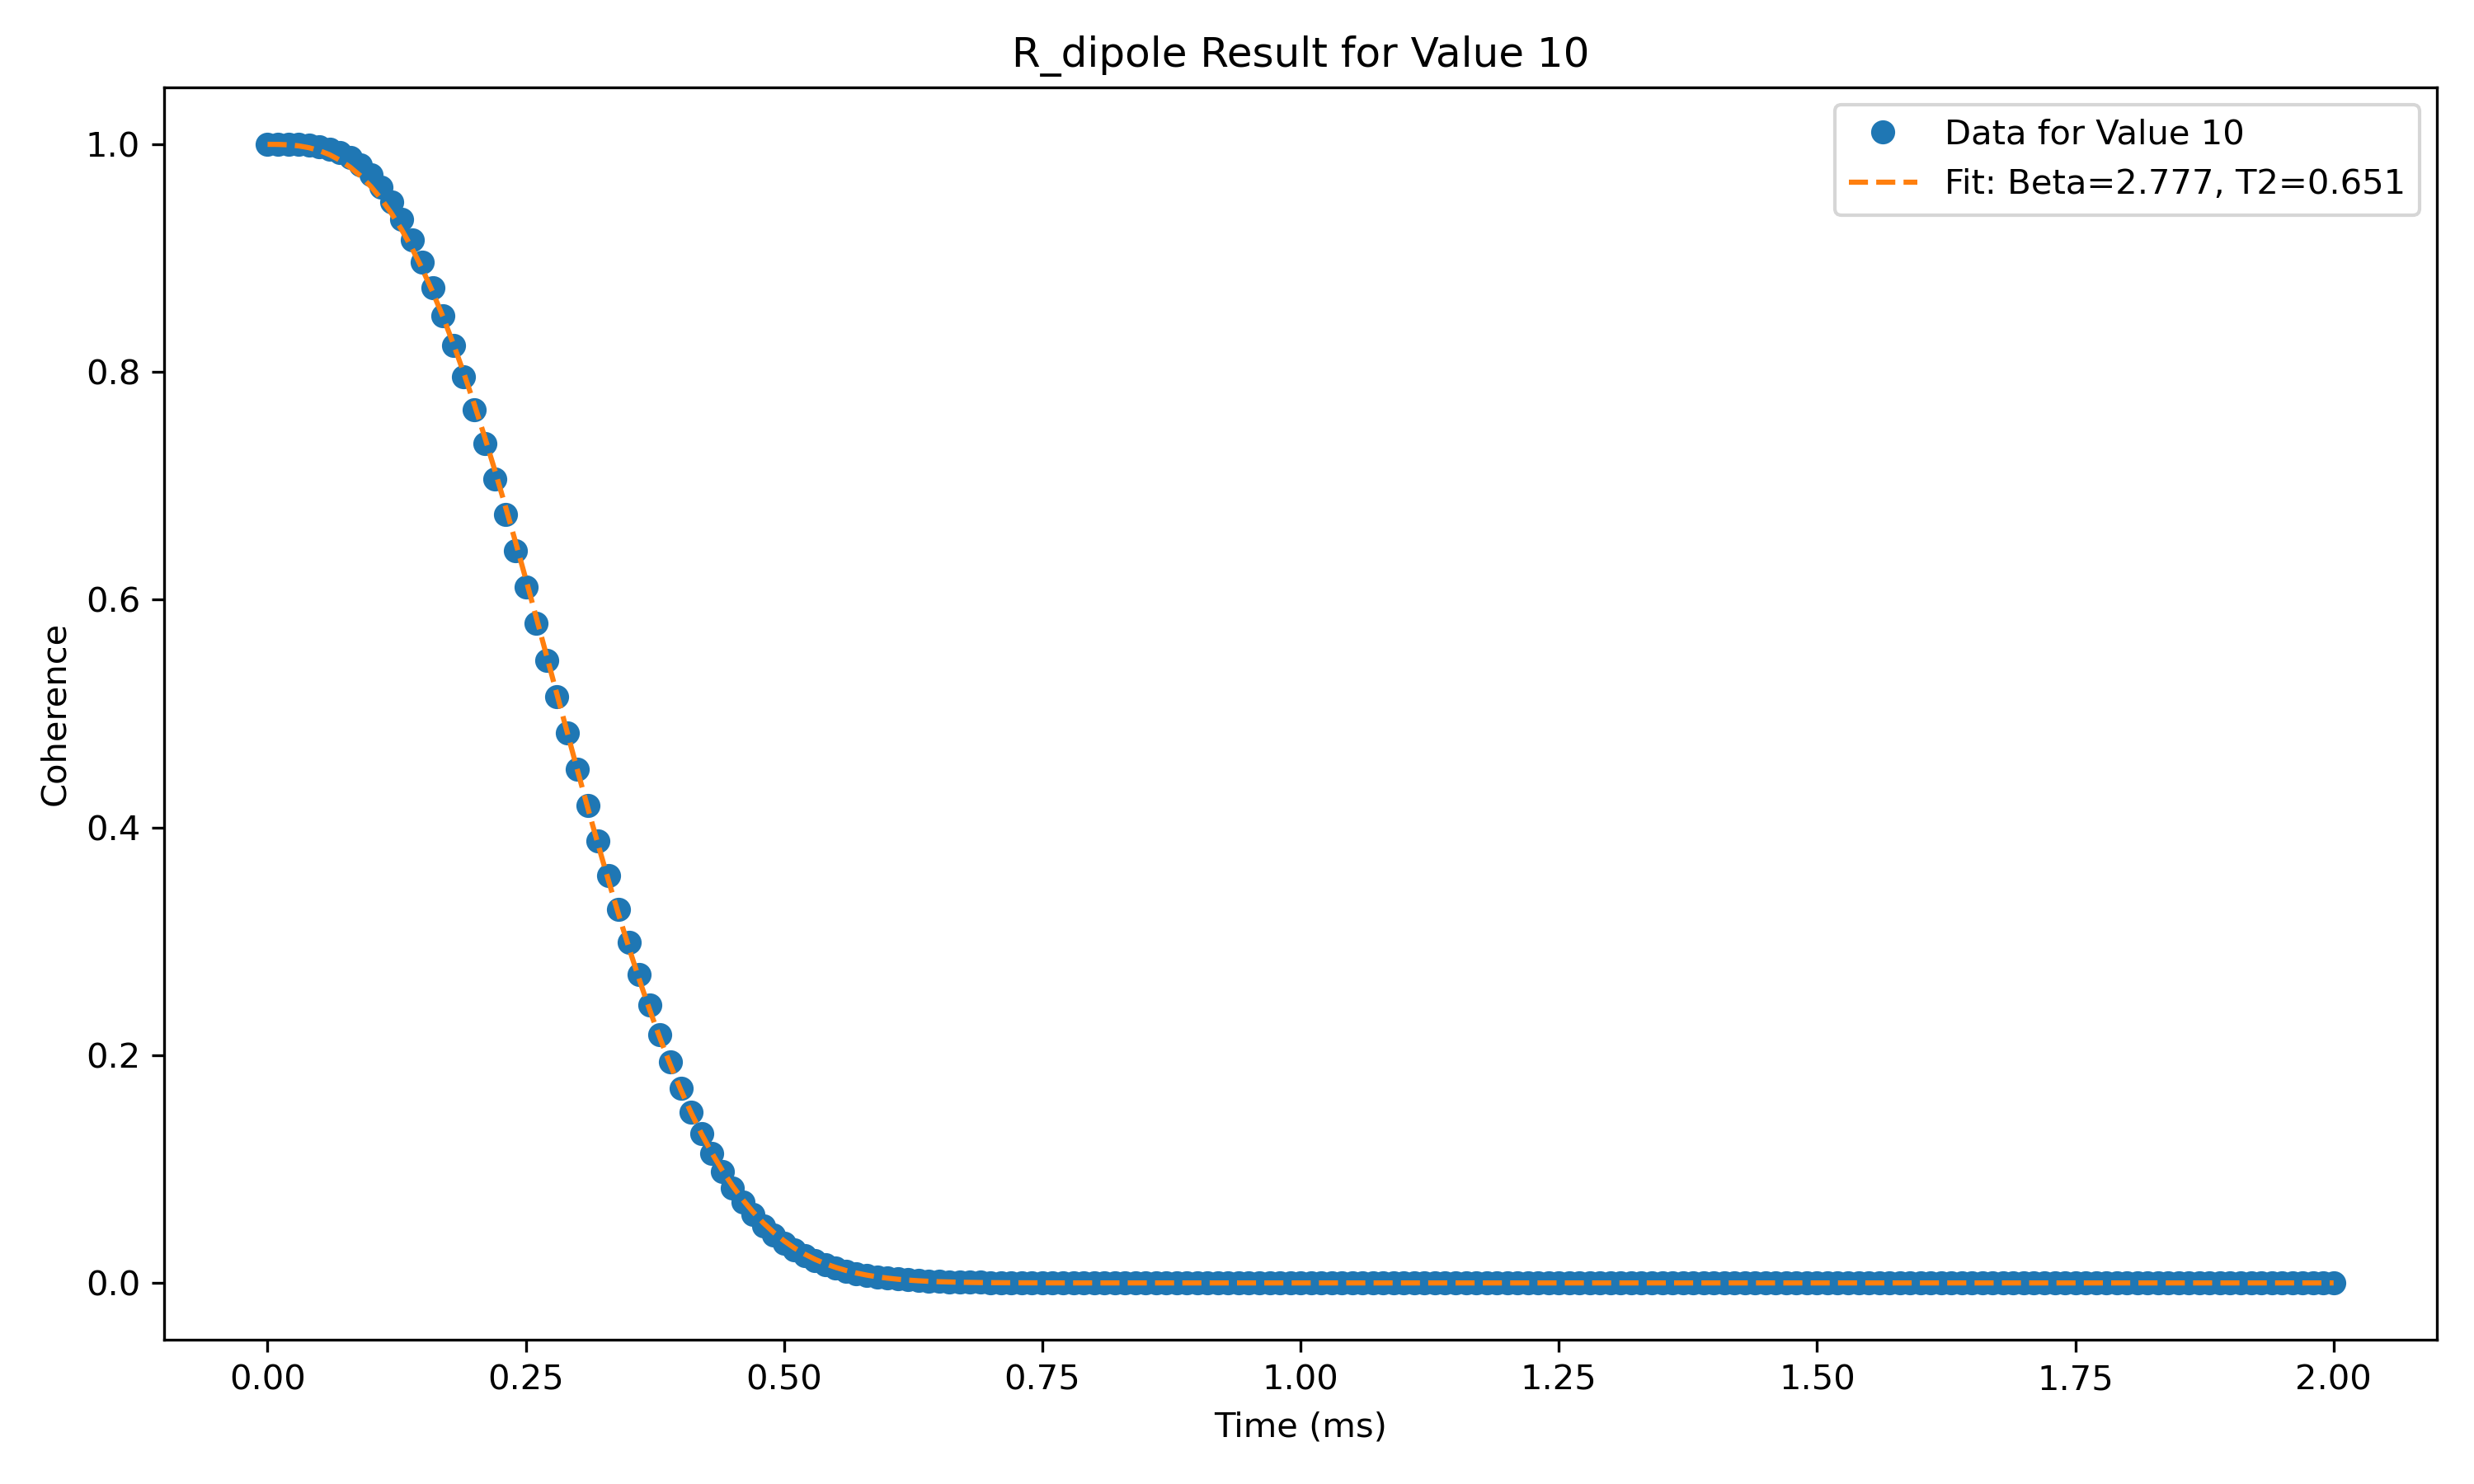 R_dipole Result for Value 10
Data for Value 10
Fit: Beta=2.777, T2=0.651
Coherence
1.0
0.8
0.6
0.4
0.2
0.0
0.00 0.25 0.50 0.75 1.00 1.25 1.50 1.75 2.00
Time (ms)